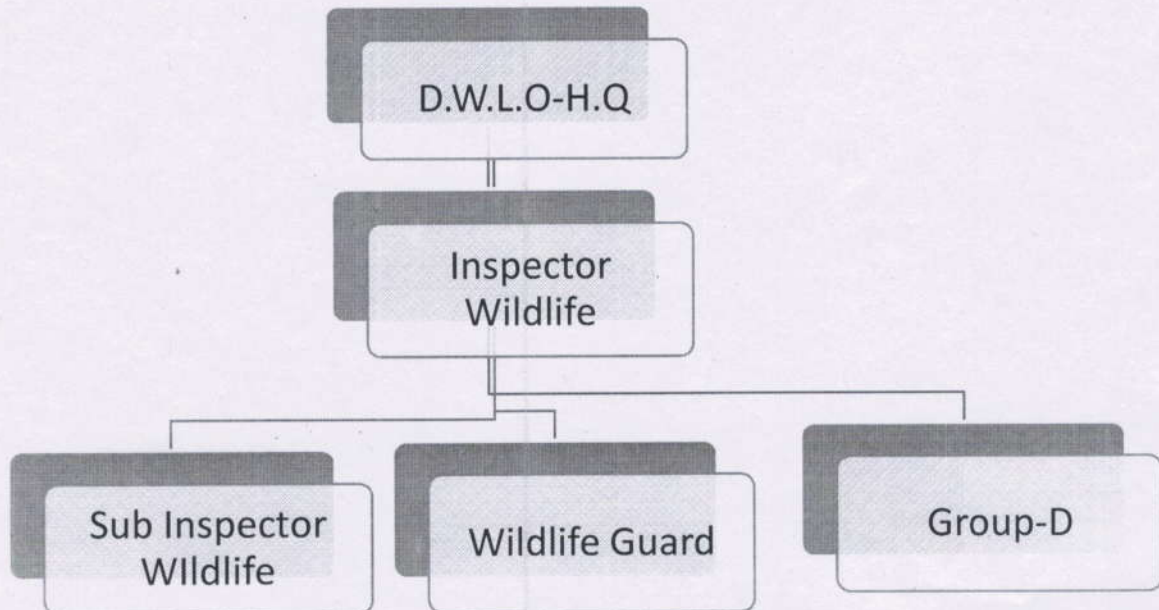 D.W.L.O-H.Q
Inspector
Wildlife
Sub Inspector
WIldlife
Wildlife Guard
Group-D